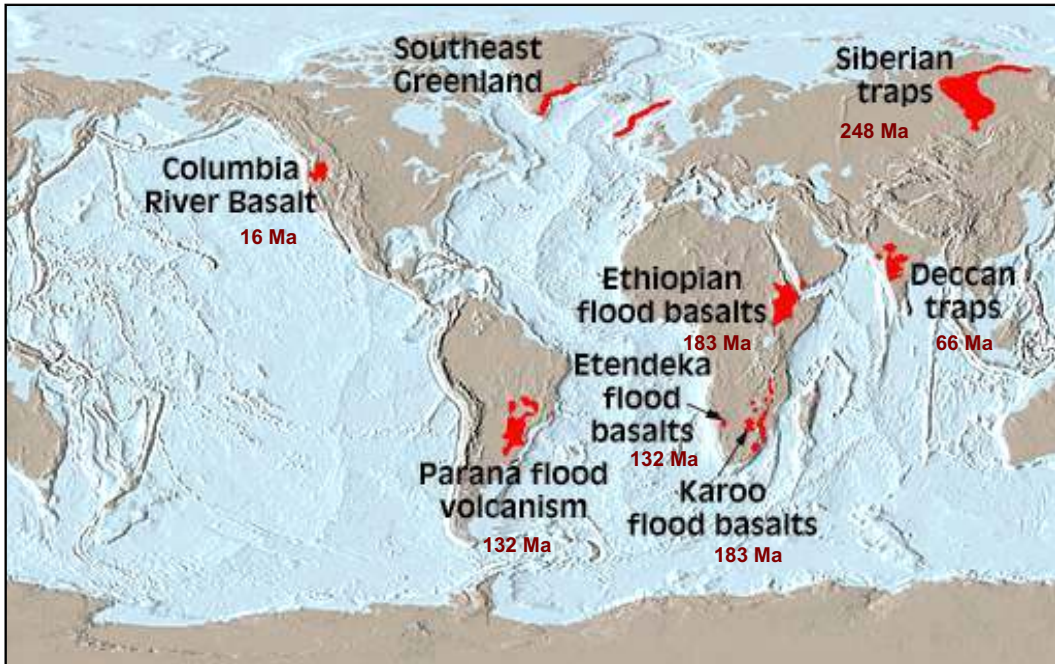 Southeast
Greenland
Siberian
traps
248 Ma
Columbia
River Basalt
16 Ma
Ethiopian
flood basalts
183 Ma
Deccan
traps
66 Ma
Etendeka
flood
basalts
132 Ma
Paraná flood
volcanism
132 Ma
Karoo
flood basalts
183 Ma